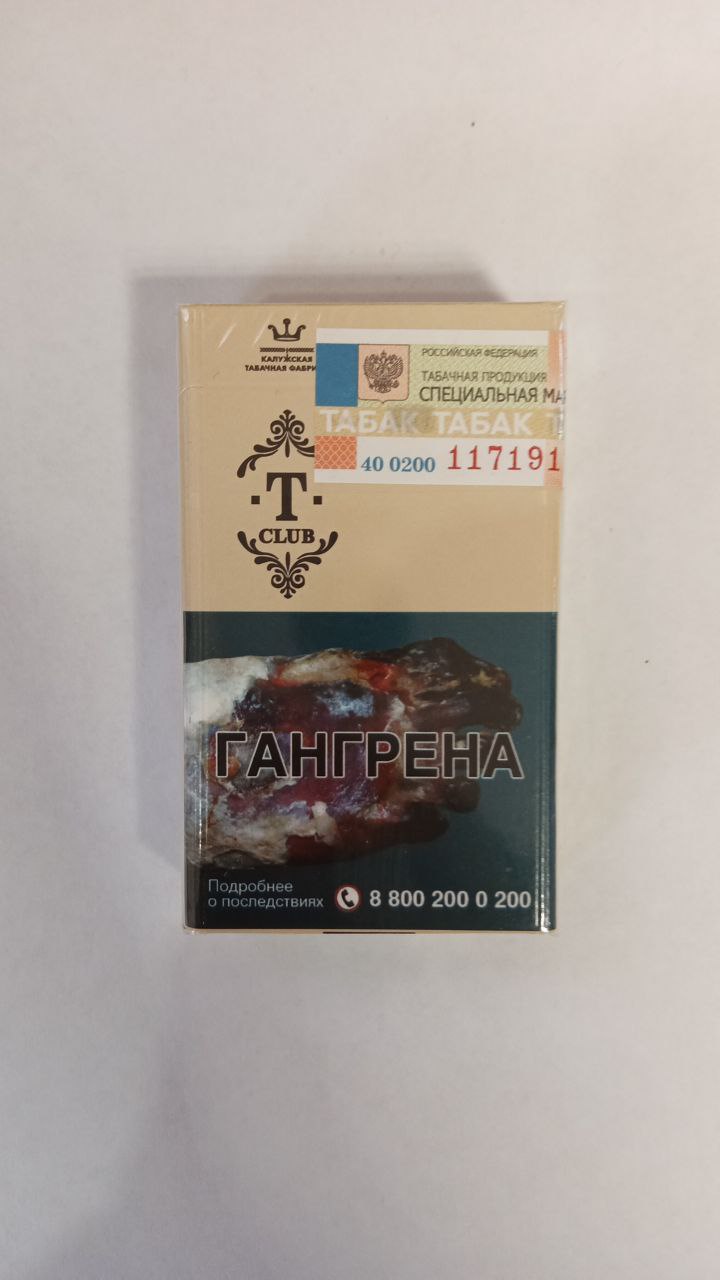 КАЛУЖСКАЯ
ТАБАЧНАЯ ФАБРИ
РОССИЙСКАЯ ФЕДЕРАЦИЯ
ТАБАЧНАЯ ПРОДУКЦИЯ
СПЕЦИАЛЬНАЯ МА
ТАБАК ТАБАК Т
40 0200 117191
Т
CLUB
ГАНГРЕНА
Подробнее
о последствиях
8 800 200 0 200